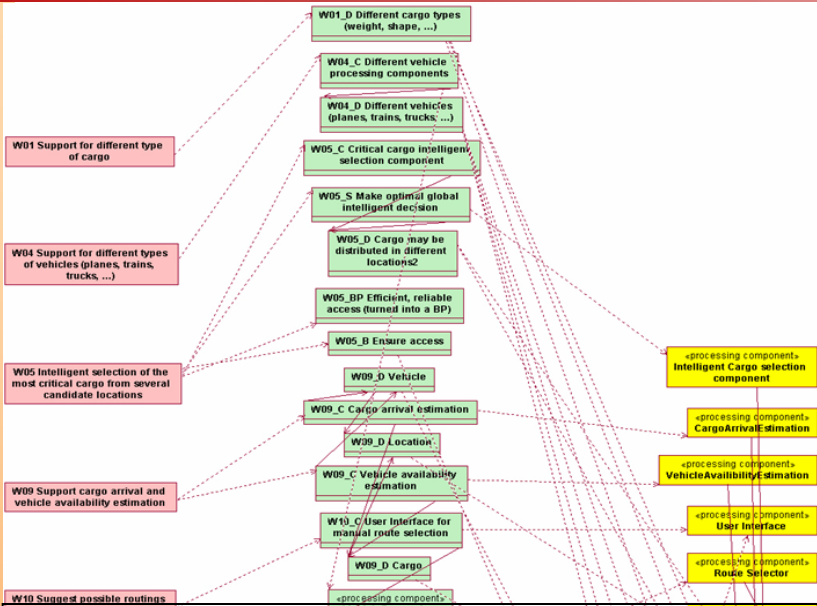 W01_D Different cargo types
(weight, shape, ...)
W04_C Different vehicle
processing components
W04_D Different vehicles
(planes, trains, trucks, ...)
W01 Support for different type
of cargo
W05_C Critical cargo intelligent
selection component
W05_S Make optimal global
intelligent decision
W04 Support for different types
of vehicles (planes, trains,
trucks, ...)
W05_D Cargo may be
distributed in different
locations2
W05_BP Efficient, reliable
access (turned into a BP)
W05_B Ensure access
W05 Intelligent selection of the
most critical cargo from several
candidate locations
«processing component»
Intelligent Cargo selection
component
W09_D Vehicle
W09_C Cargo arrival estimation
«processing component»
CargoArrivalEstimation
W09_D Location
W09_C Vehicle availability
estimation
«processing component»
VehicleAvailibilityEstimation
W09 Support cargo arrival and
vehicle availability estimation
W10_C User Interface for
manual route selection
«processing component»
User Interface
W09_D Cargo
«processing component»
Route Selector
W10 Suggest possible routings
«processing component»